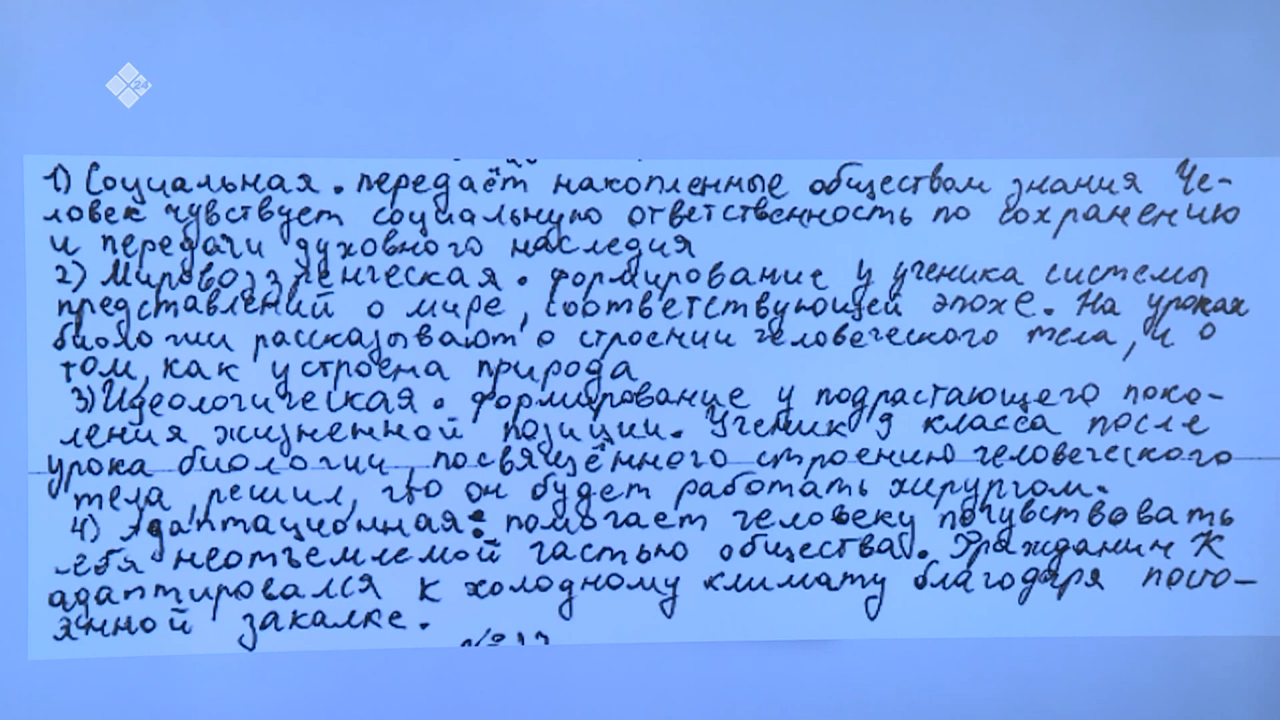 24
1) Социальная. передаёт накопленные обществом знания Че-
ловек чувствует социальную ответственность по сохранению
и передачи духовного наследия
2) Мировоззренческая. формирование у ученика системы
представлений о мире, соответствующей эпохе. На уроках
биологии рассказывают о строении человеческого тела, и о
том, как устроена природа
3) Идеологическая. формирование у подрастающего поко-
ления жизненной позиции. Ученик 9 класса после
урока биологии, посвящённого строению человеческого
тела, решил, что он будет работать хирургом.
4) Адаптационная: помогает человеку почувствовать
себя неотъемлемой частью общества. Гражданин К
адаптировался к холодному климату благодаря
закалке.